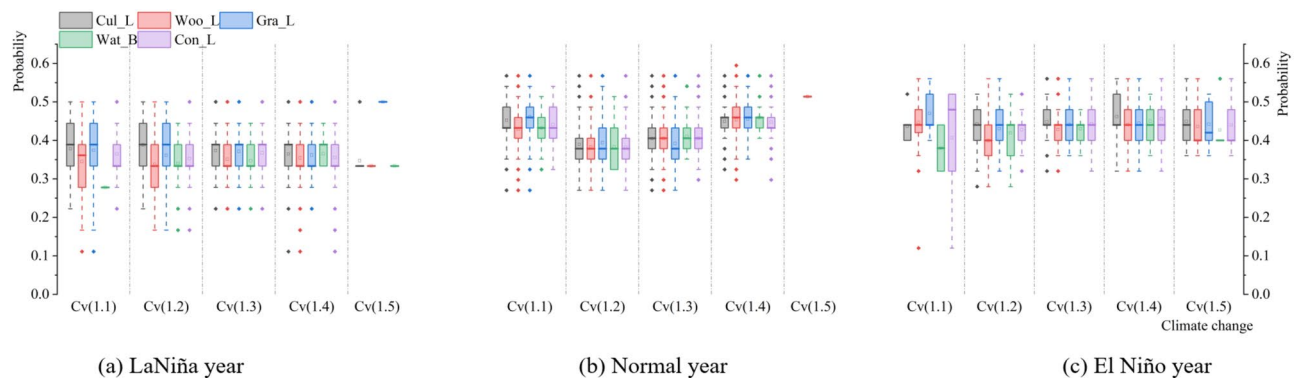 Cul_L Woo_L Gra_L
Wat_B Con_L
Probabiliy
0.6
0.5
0.4
0.3
0.2
0.1
0.0
Cv(1.1) Cv(1.2) Cv(1.3) Cv(1.4) Cv(1.5)
(a) LaNiña year
Cv(1.1) Cv(1.2) Cv(1.3) Cv(1.4) Cv(1.5)
(b) Normal year
Probability
0.6
0.5
0.4
0.3
0.2
0.1
0.0
Cv(1.1) Cv(1.2) Cv(1.3) Cv(1.4) Cv(1.5)
Climate change
(c) El Niño year